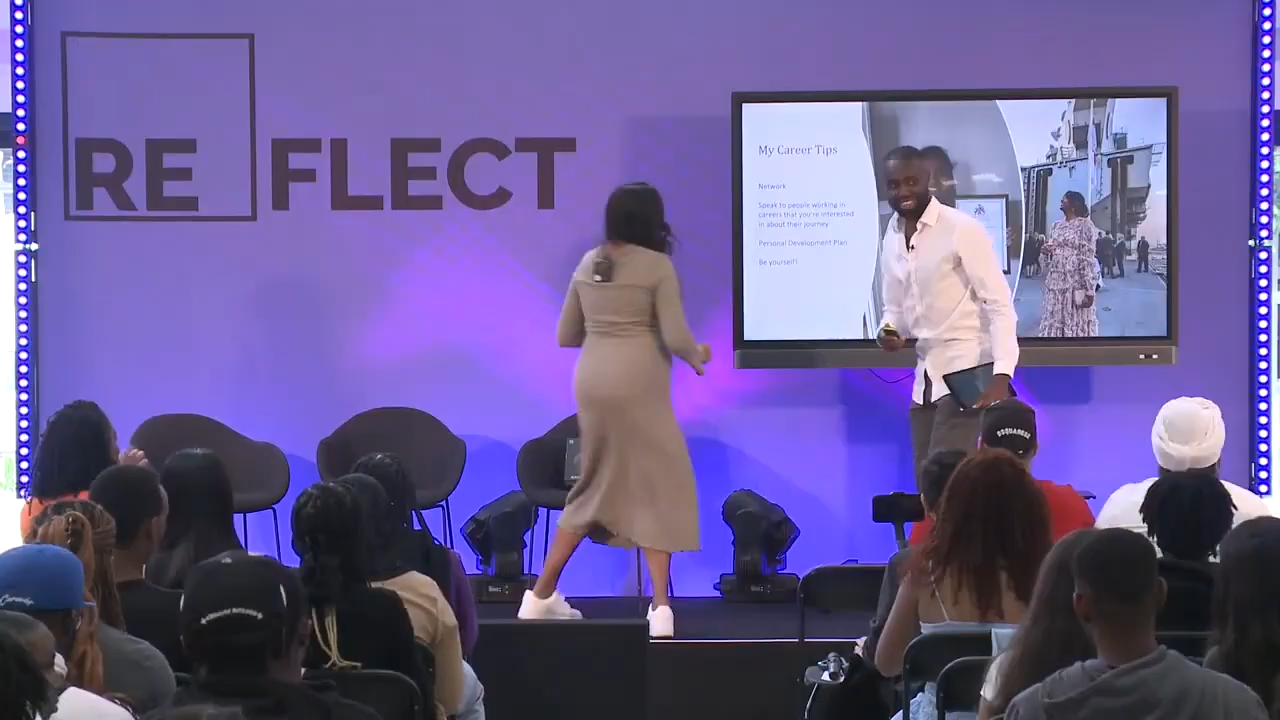 RE FLECT
My Career Tips
Network
Speak to people working in
careers that you're interested
in about their journey
Personal Development Plan
Be yourself!
DSQUARED2